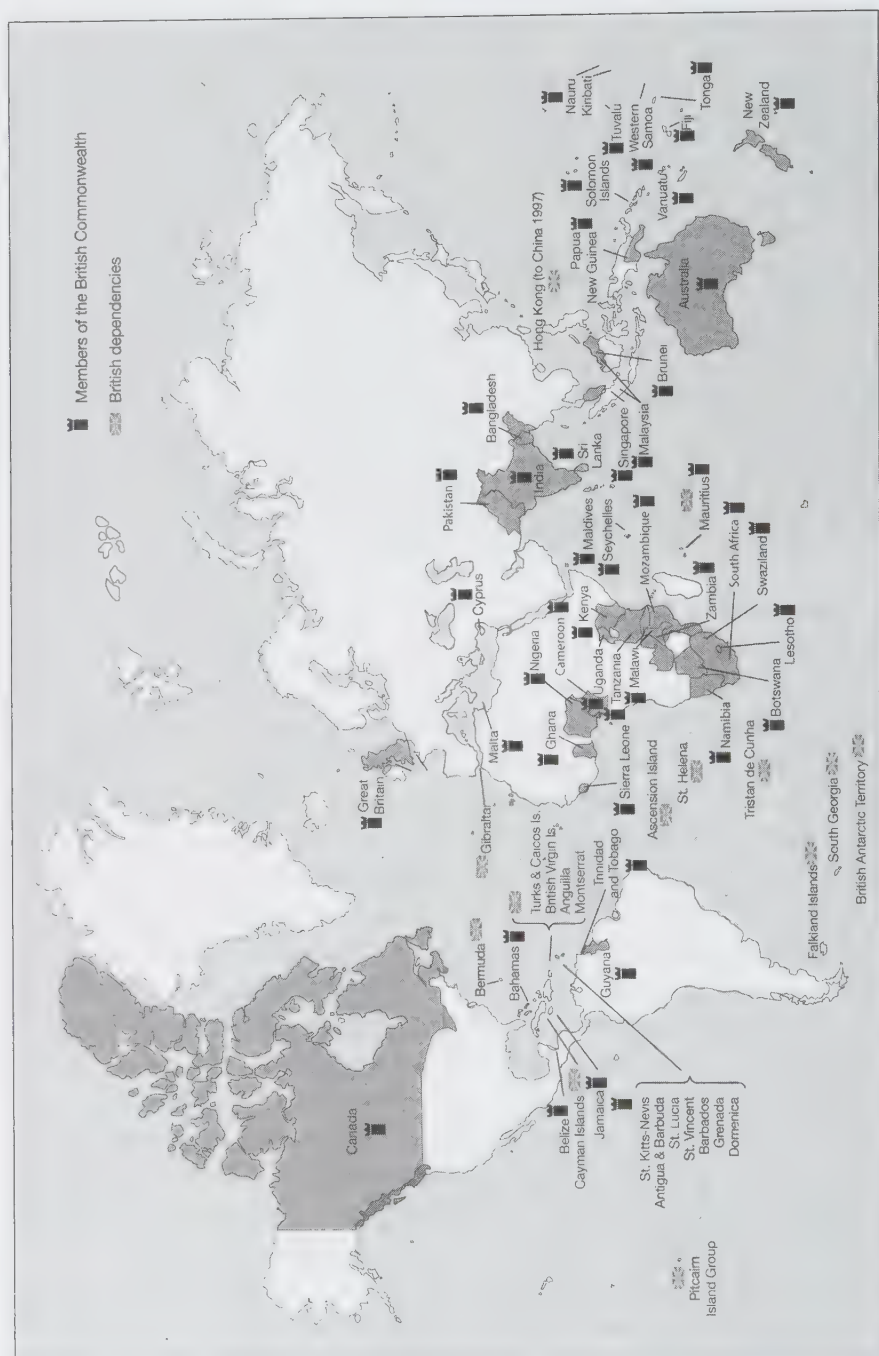 Members of the British Commonwealth
British dependencies
Canada
Great
Britain
Gibraltar
Malta
Cyprus
Pakistan
Bangladesh
India
Sri
Lanka
Hong Kong (to China 1997)
Papua
New Guinea
Solomon
Islands
Nauru
Kiribati
Tuvalu
Western
Samoa
Fiji
Tonga
Vanuatu
New
Zealand
Australia
Brunei
Singapore
Malaysia
Maldives
Seychelles
Mozambique
Mauritius
Nigeria
Cameroon
Kenya
Ghana
Uganda
Tanzania
Malawi
Zambia
South Africa
Swaziland
Lesotho
Botswana
Namibia
Sierra Leone
Ascension Island
St. Helena
Tristan de Cunha
South Georgia
British Antarctic Territory
Falkland Islands
Bermuda
Bahamas
Turks & Caicos Is.
British Virgin Is.
Anguilla
Montserrat
Trinidad
and Tobago
Guyana
Belize
Cayman Islands
Jamaica
St. Kitts-Nevis
Antigua & Barbuda
St. Lucia
St. Vincent
Barbados
Grenada
Domenica
Pitcairn
Island Group